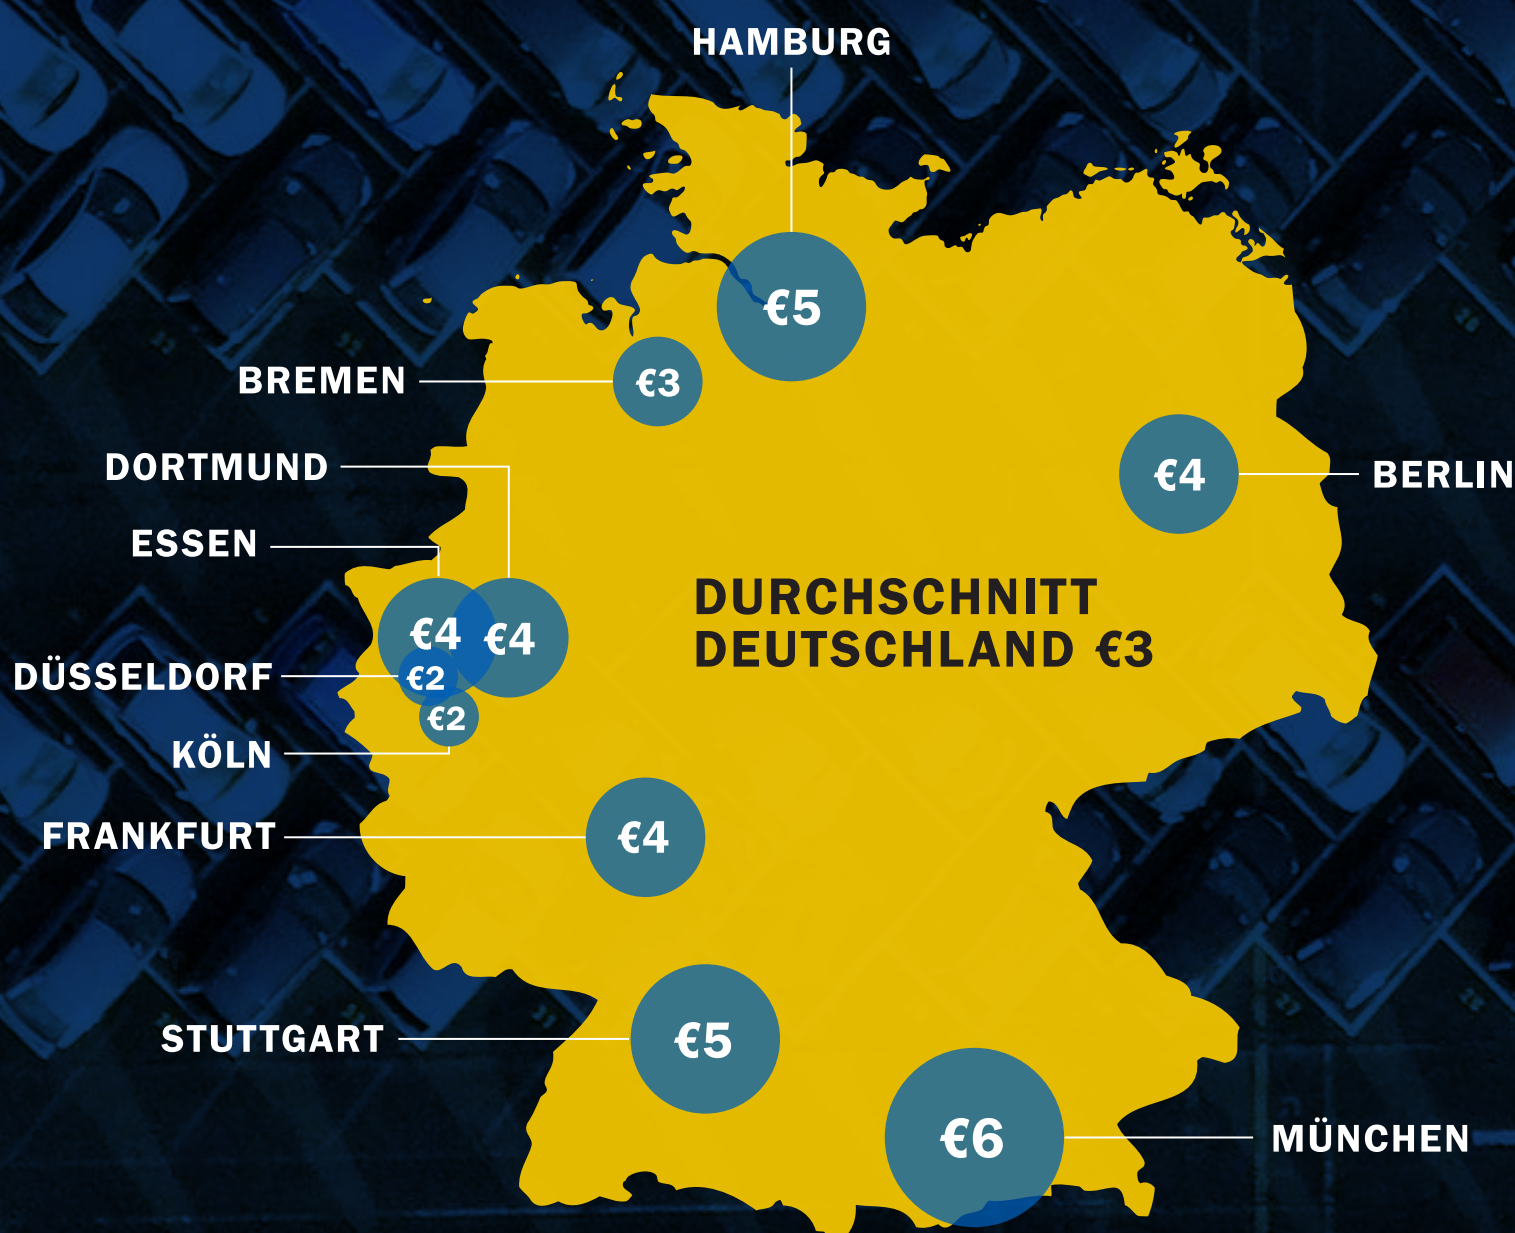 HAMBURG
€5
BREMEN
€3
DORTMUND
€4
BERLIN
ESSEN
€4
€4
DURCHSCHNITT
DEUTSCHLAND €3
DÜSSELDORF
€2
€2
KÖLN
FRANKFURT
€4
STUTTGART
€5
€6
MÜNCHEN